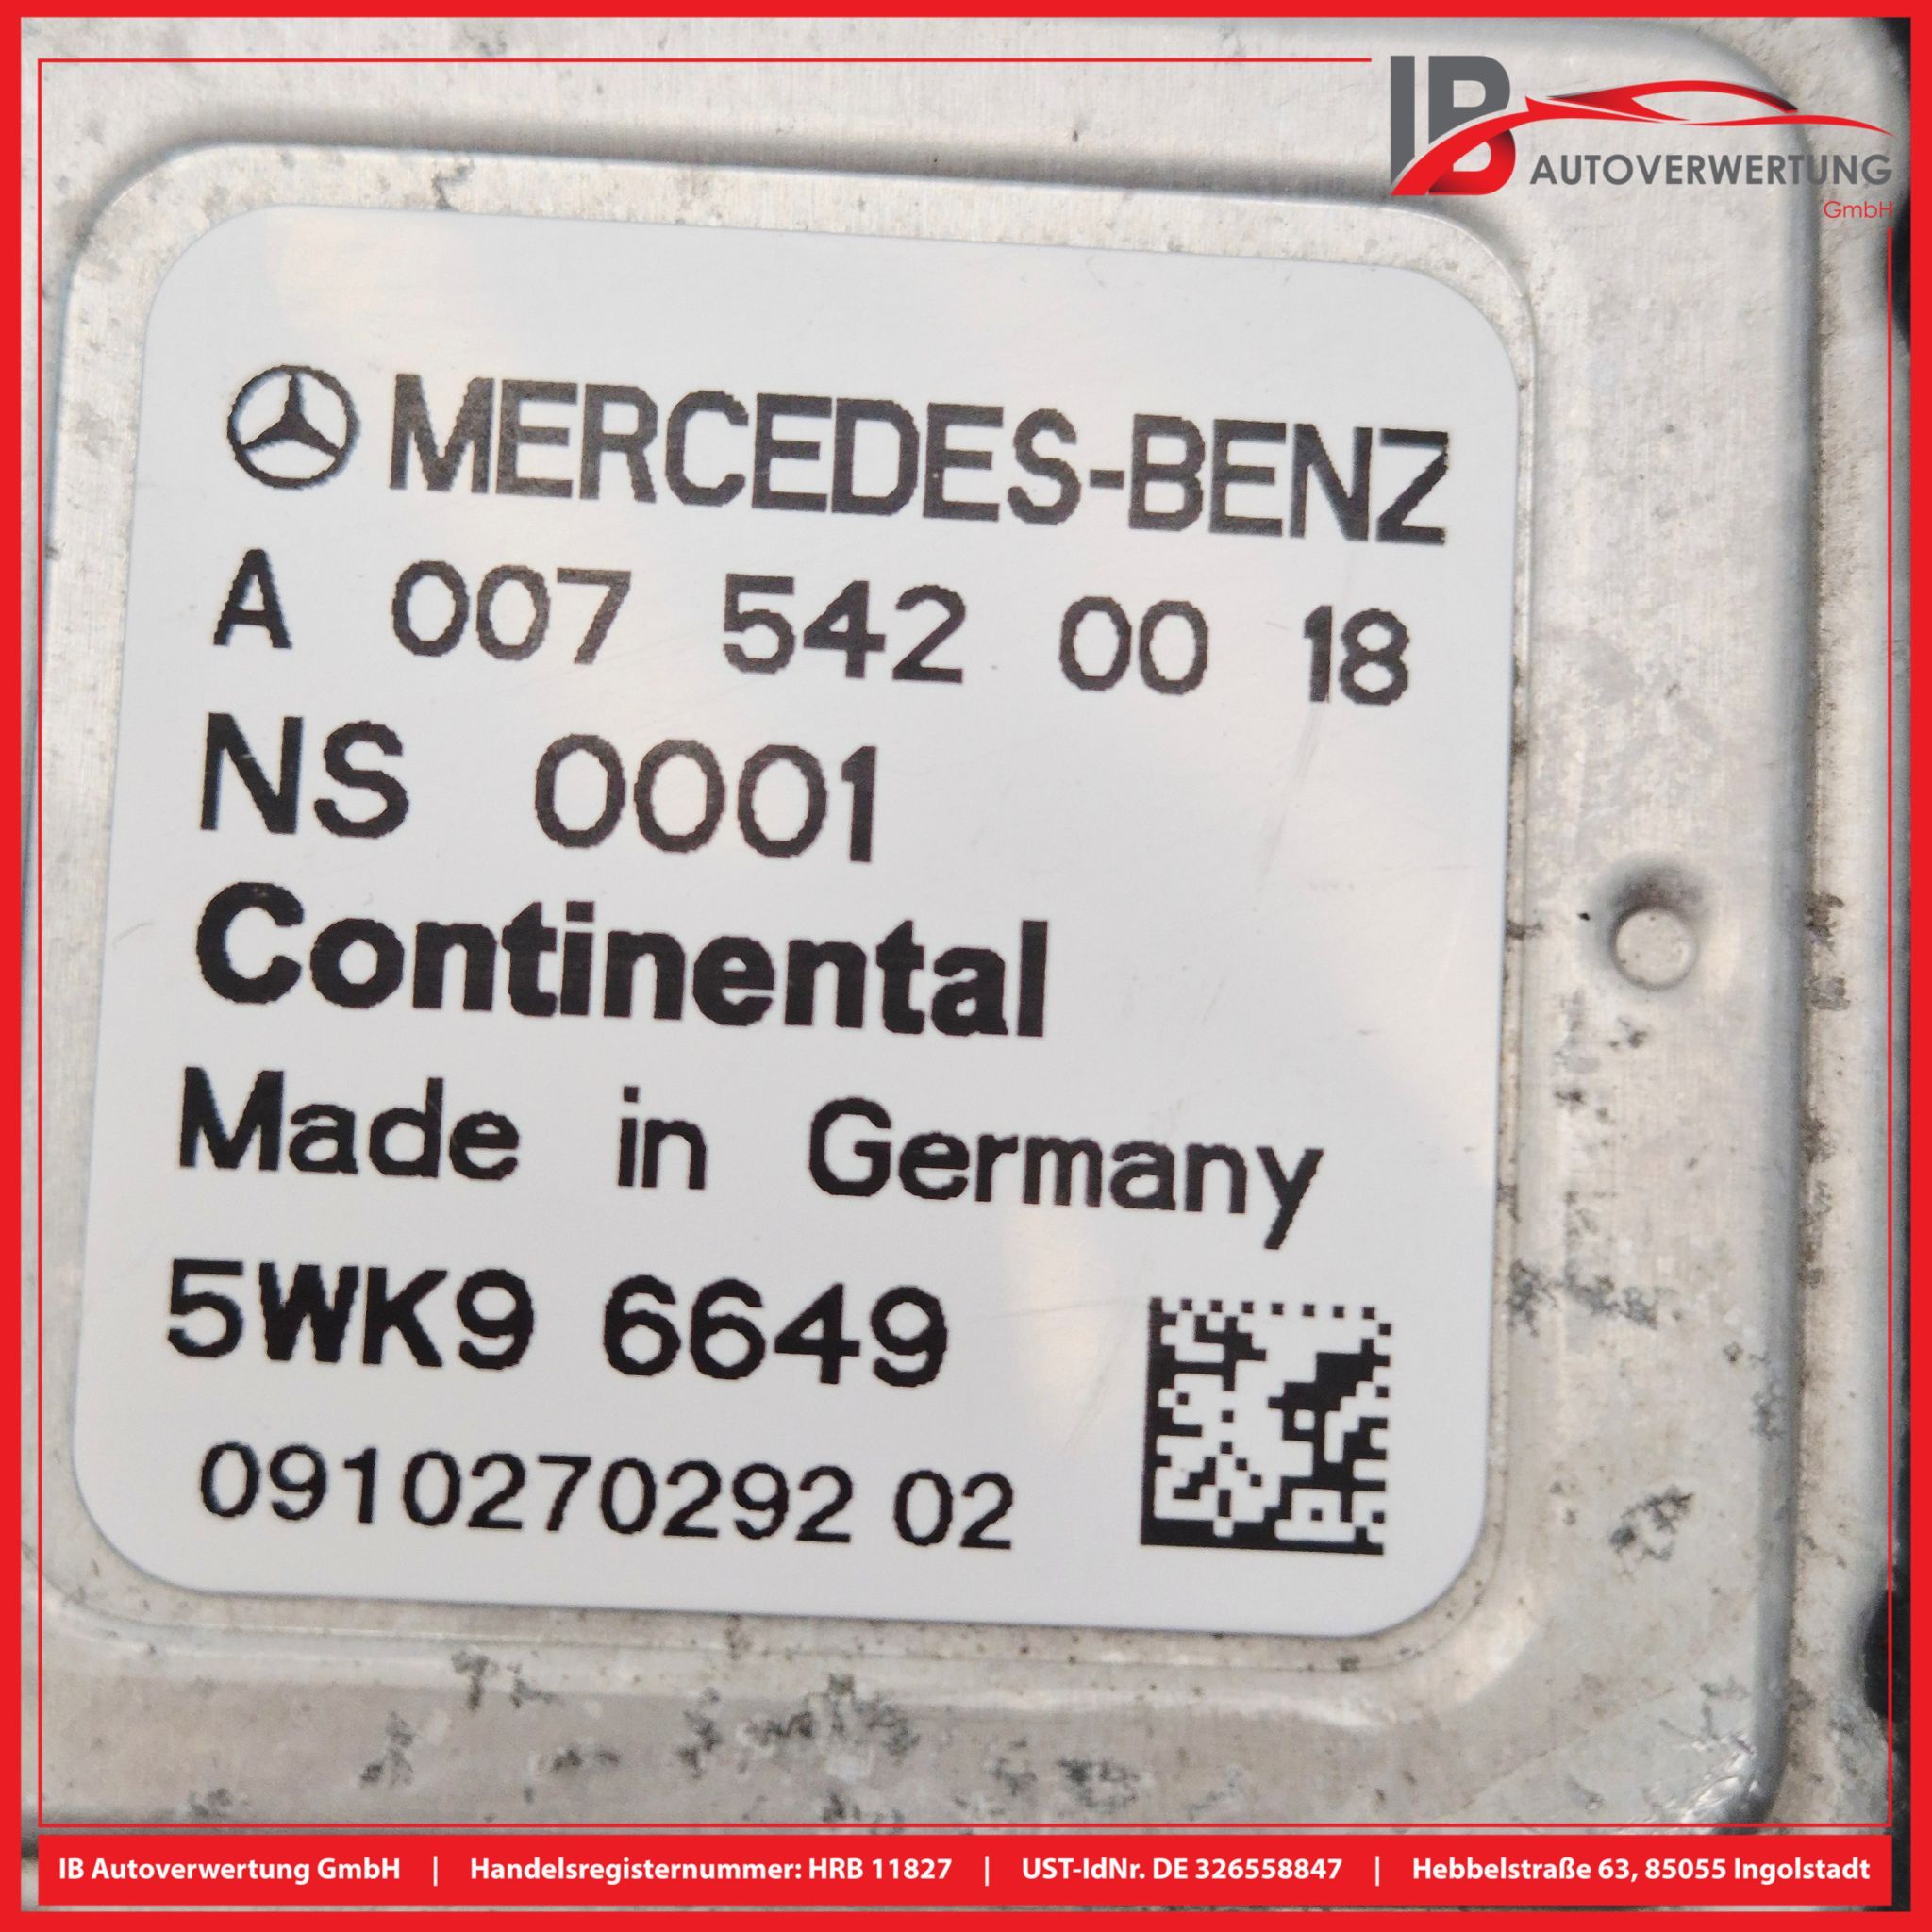 IB
AUTOVERWERTUNG
GmbH
MERCEDES-BENZ
A 007 542 00 18
NS 0001
Continental
Made in Germany
5WK9 6649
0910270292 02
IB Autoverwertung GmbH | Handelsregisternummer: HRB 11827 | UST-IdNr. DE 326558847 | Hebbelstraße 63, 85055 Ingolstadt